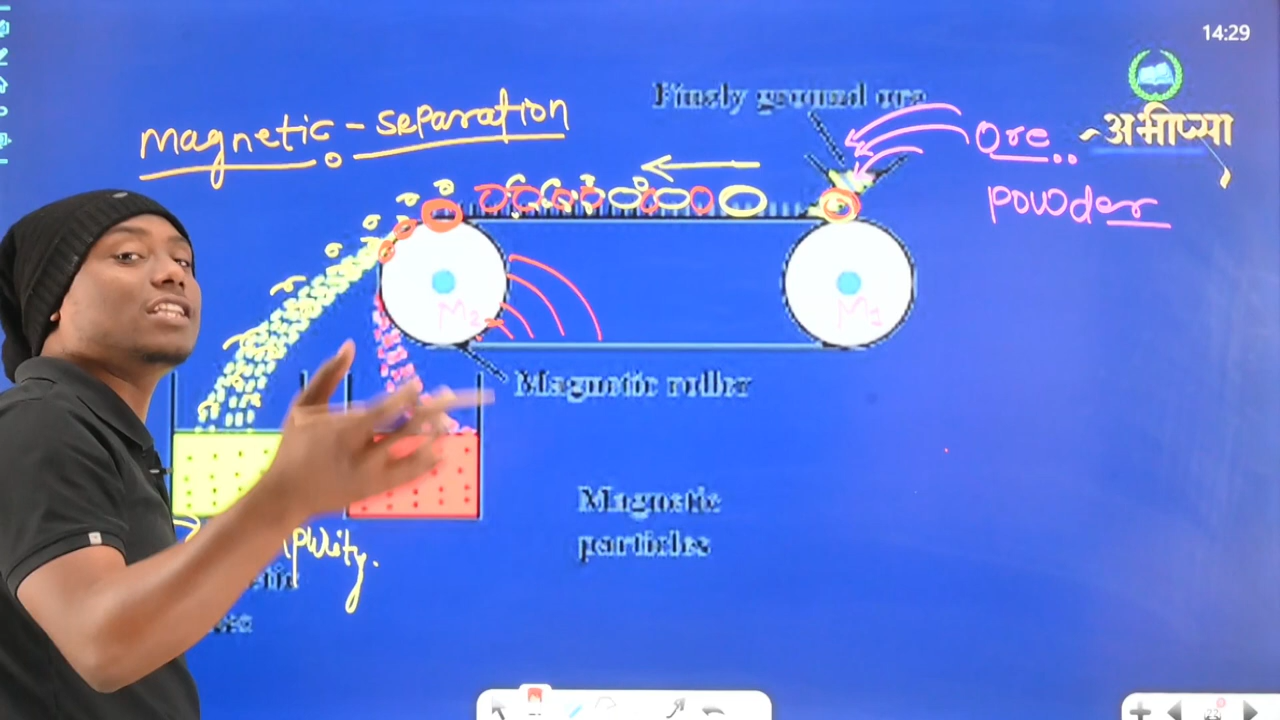 14:29
magnetic-separation
Finely ground ore
Ore
अभीप्सा
powder
M2
M1
Magnetic roller
Magnetic
particles